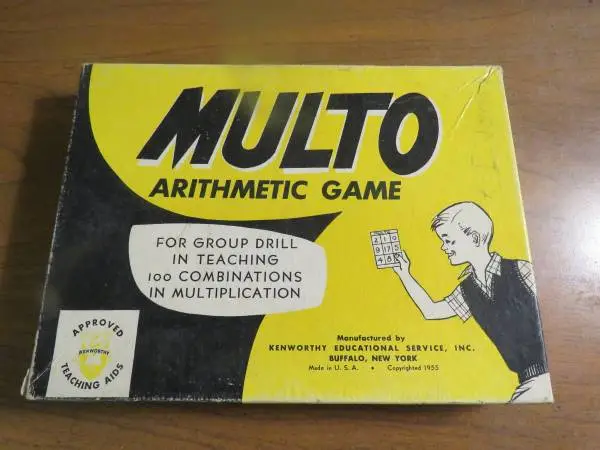 MULTO
ARITHMETIC GAME
FOR GROUP DRILL
IN TEACHING
100 COMBINATIONS
IN MULTIPLICATION
APPROVED
KENWORTHY
TEACHING AIDS
Manufactured by
KENWORTHY EDUCATIONAL SERVICE, INC.
BUFFALO, NEW YORK
Made in U. S. A. • Copyrighted 1955